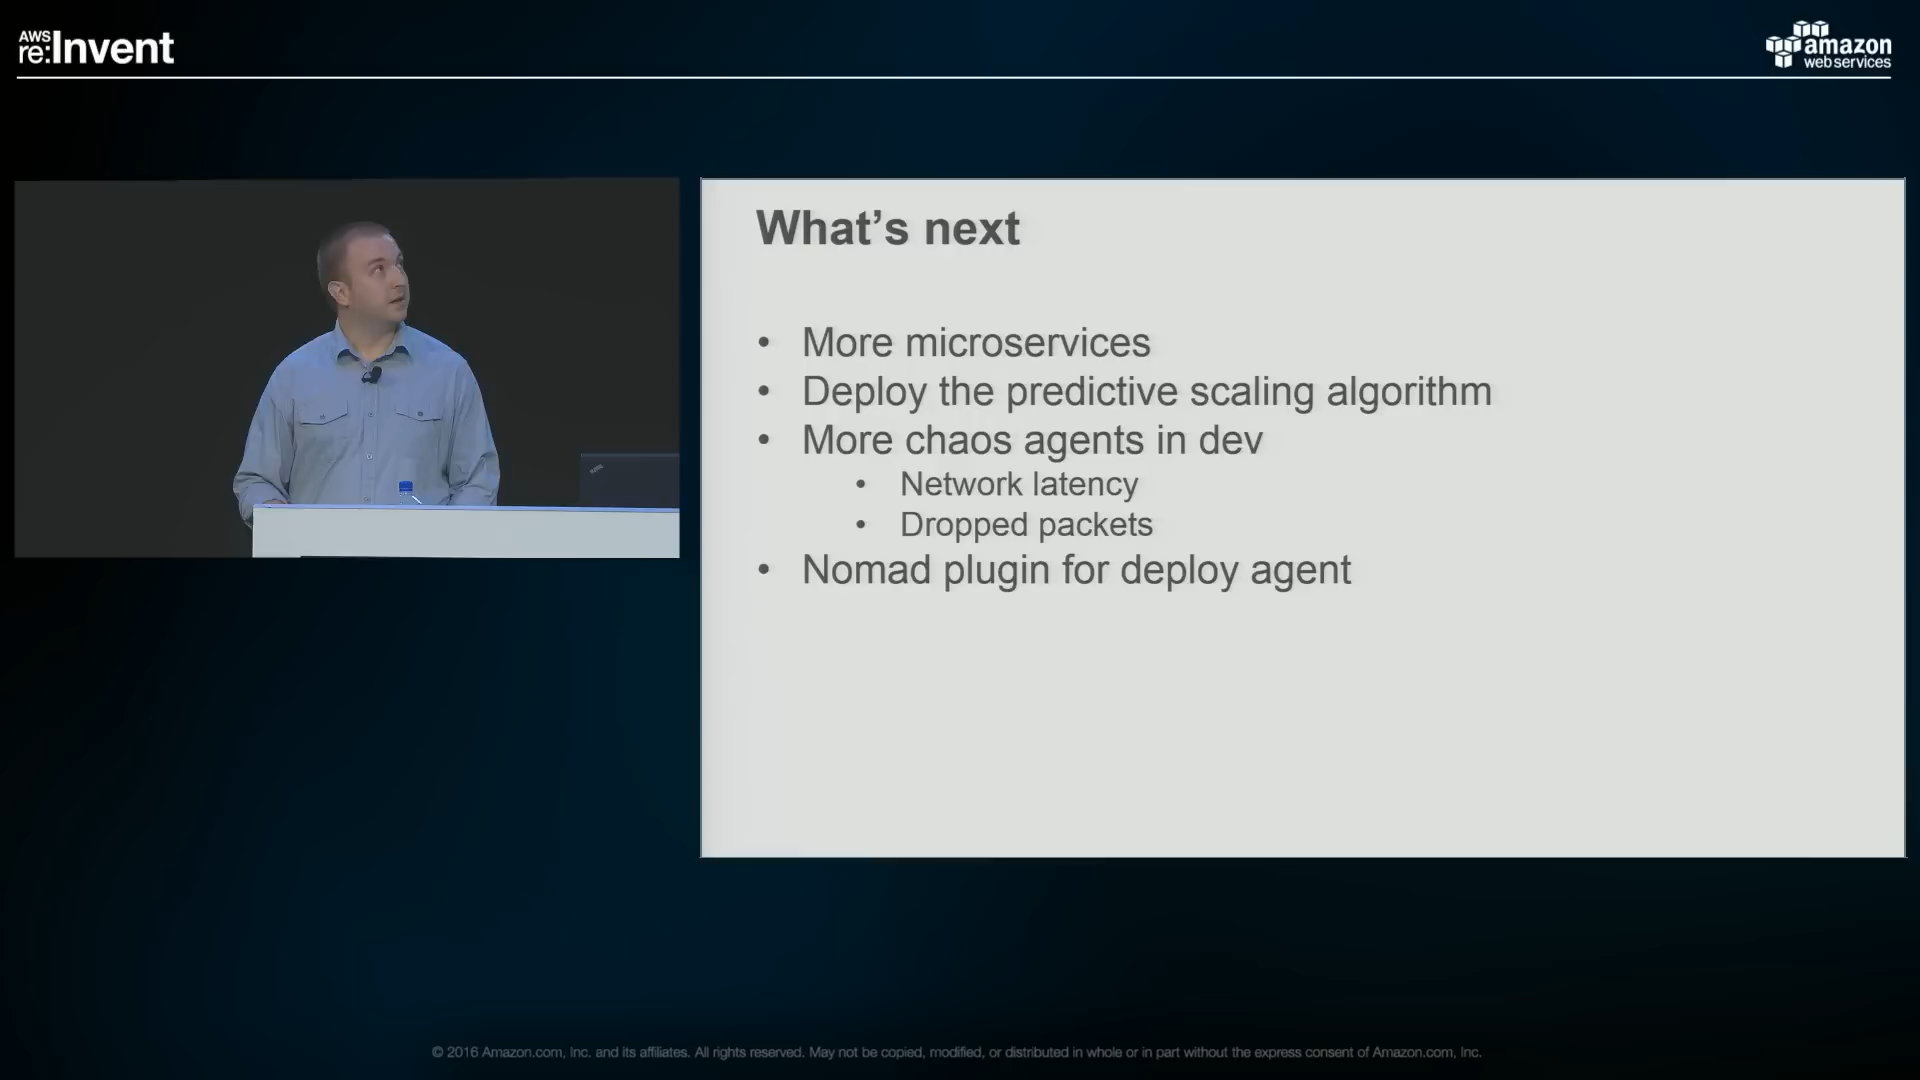 AWS
re:Invent
amazon
web services
What's next
• More microservices
• Deploy the predictive scaling algorithm
• More chaos agents in dev
• Network latency
• Dropped packets
• Nomad plugin for deploy agent
© 2016 Amazon.com, Inc. and its affiliates. All rights reserved. May not be copied, modified, or distributed in whole or in part without the express consent of Amazon.com, Inc.